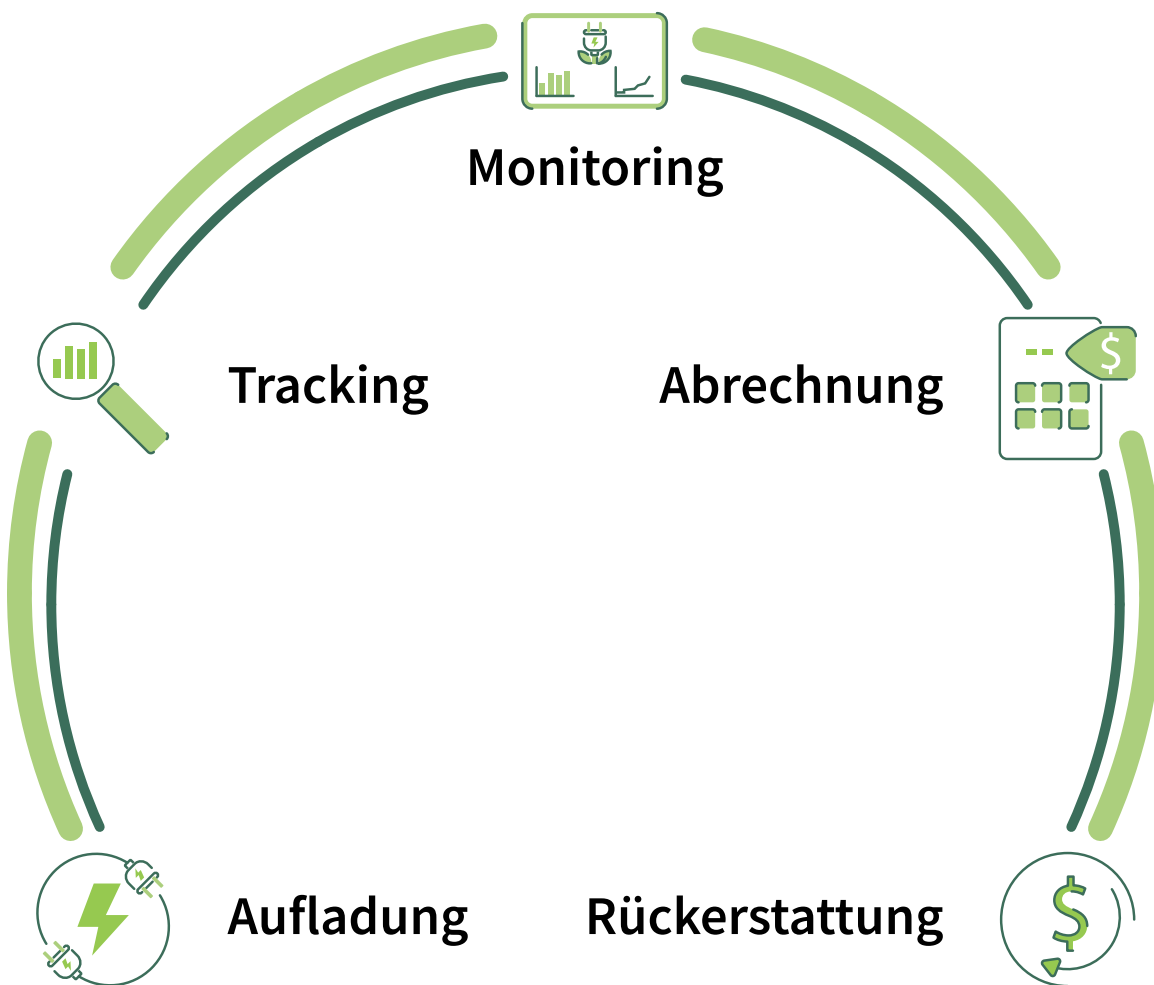 Monitoring
Tracking
Abrechnung
$
Aufladung
Rückerstattung
$